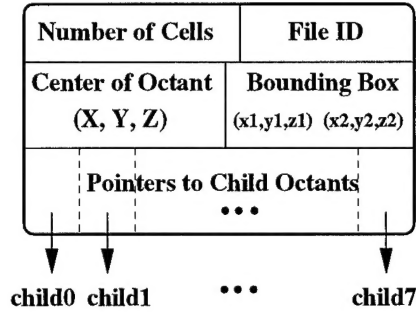 Number of Cells File ID
Center of Octant Bounding Box
(X, Y, Z) (x1,y1,z1) (x2,y2,z2)
Pointers to Child Octants
•••
child0 child1 ••• child7